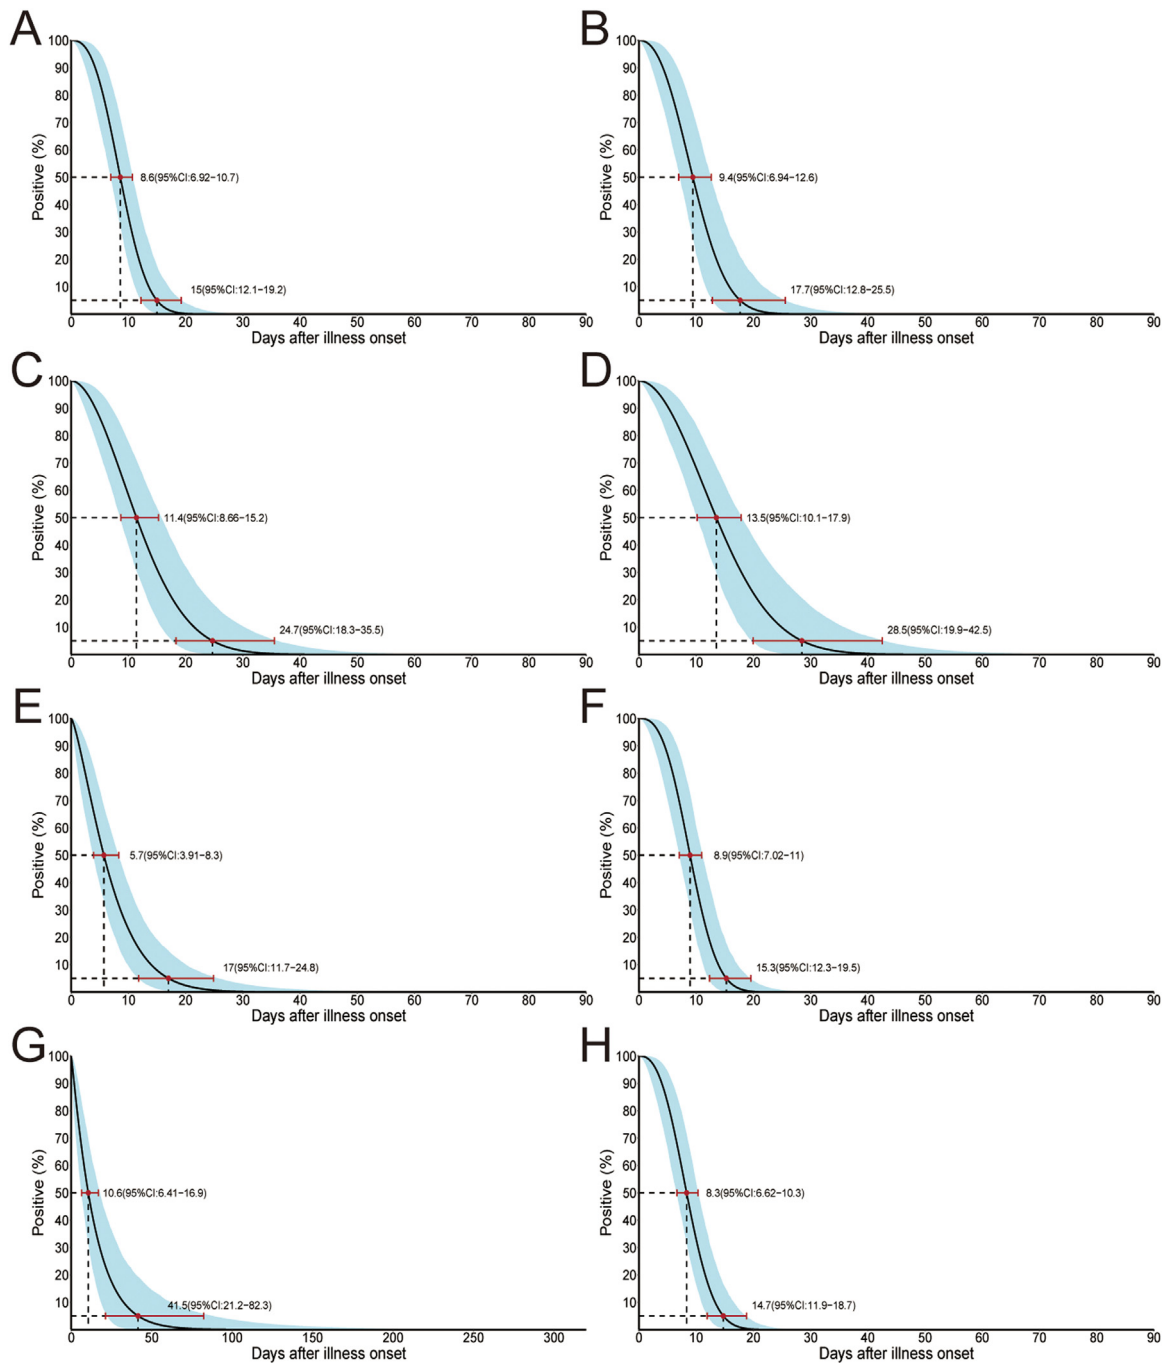 A
100
90
80
70
60
50
40
30
20
10
Positive (%)
8.6(95%CI:6.92−10.7)
15(95%CI:12.1−19.2)
0 10 20 30 40 50 60 70 80 90
Days after illness onset
B
100
90
80
70
60
50
40
30
20
10
Positive (%)
9.4(95%CI:6.94−12.6)
17.7(95%CI:12.8−25.5)
0 10 20 30 40 50 60 70 80 90
Days after illness onset
C
100
90
80
70
60
50
40
30
20
10
Positive (%)
11.4(95%CI:8.66−15.2)
24.7(95%CI:18.3−35.5)
0 10 20 30 40 50 60 70 80 90
Days after illness onset
D
100
90
80
70
60
50
40
30
20
10
Positive (%)
13.5(95%CI:10.1−17.9)
28.5(95%CI:19.9−42.5)
0 10 20 30 40 50 60 70 80 90
Days after illness onset
E
100
90
80
70
60
50
40
30
20
10
Positive (%)
5.7(95%CI:3.91−8.3)
17(95%CI:11.7−24.8)
0 10 20 30 40 50 60 70 80 90
Days after illness onset
F
100
90
80
70
60
50
40
30
20
10
Positive (%)
8.9(95%CI:7.02−11)
15.3(95%CI:12.3−19.5)
0 10 20 30 40 50 60 70 80 90
Days after illness onset
G
100
90
80
70
60
50
40
30
20
10
Positive (%)
10.6(95%CI:6.41−16.9)
41.5(95%CI:21.2−82.3)
0 50 100 150 200 250 300
Days after illness onset
H
100
90
80
70
60
50
40
30
20
10
Positive (%)
8.3(95%CI:6.62−10.3)
14.7(95%CI:11.9−18.7)
0 10 20 30 40 50 60 70 80 90
Days after illness onset